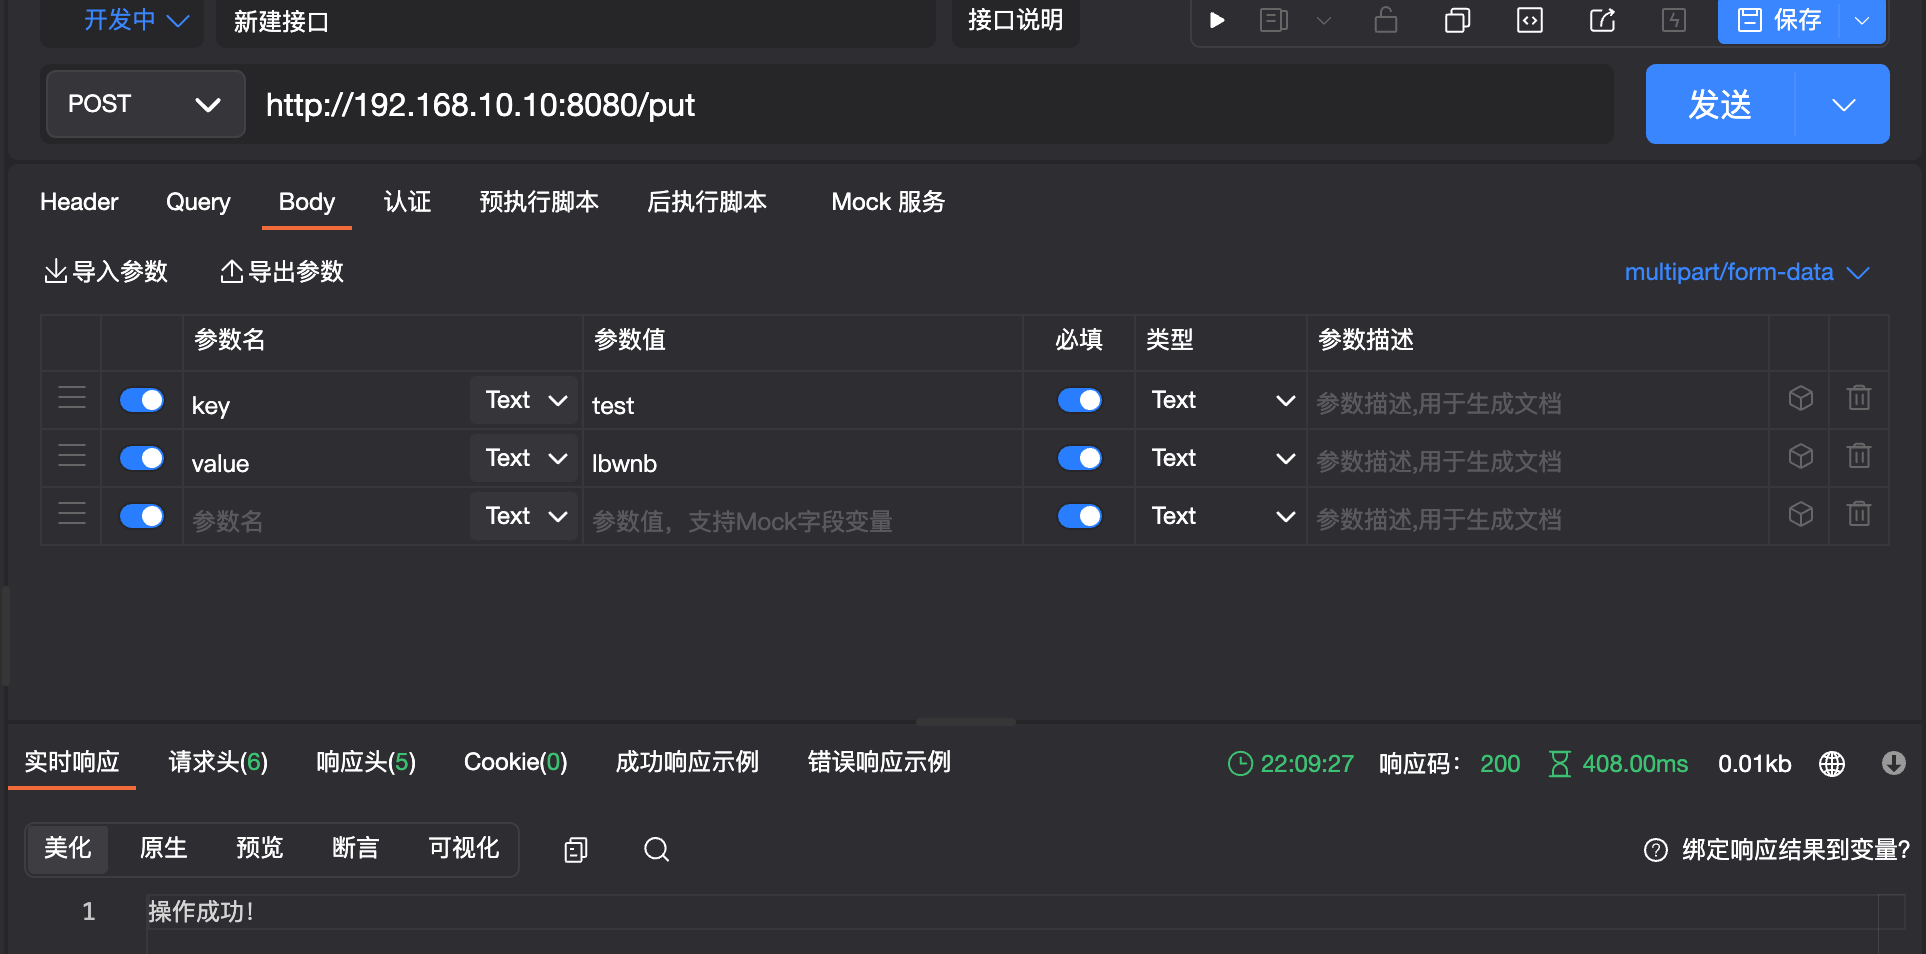 开发中 新建接口 接口说明 保存
POST http://192.168.10.10:8080/put 发送
Header Query Body 认证 预执行脚本 后执行脚本 Mock 服务
导入参数 导出参数 multipart/form-data
参数名 参数值 必填 类型 参数描述
key Text test Text 参数描述,用于生成文档
value Text lbwnb Text 参数描述,用于生成文档
参数名 Text 参数值，支持Mock字段变量 Text 参数描述,用于生成文档
实时响应 请求头(6) 响应头(5) Cookie(0) 成功响应示例 错误响应示例 22:09:27 响应码： 200 408.00ms 0.01kb
美化 原生 预览 断言 可视化 绑定响应结果到变量?
1 操作成功！